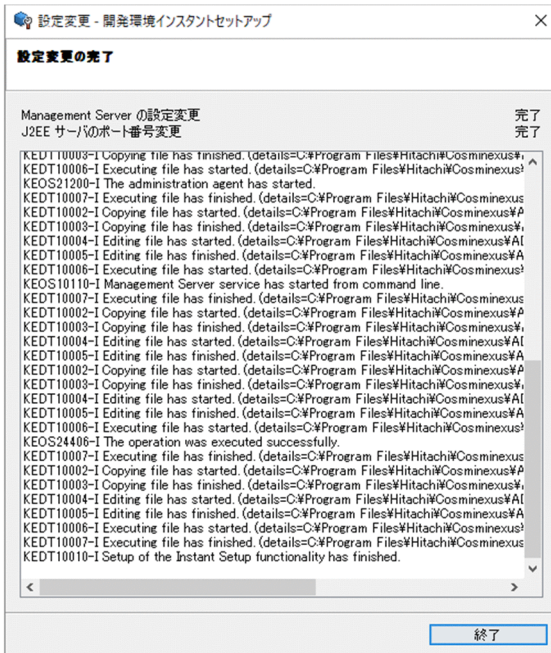 設定変更 - 開発環境インスタントセットアップ
設定変更の完了
Management Server の設定変更 完了
J2EE サーバのポート番号変更 完了
KEDT10003-I Copying file has finished. (details=C:¥Program Files¥Hitachi¥Cosminexus¥
KEDT10006-I Executing file has started. (details=C:¥Program Files¥Hitachi¥Cosminexus¥
KEOS21200-I The administration agent has started.
KEDT10007-I Executing file has finished. (details=C:¥Program Files¥Hitachi¥Cosminexus
KEDT10002-I Copying file has started. (details=C:¥Program Files¥Hitachi¥Cosminexus¥A
KEDT10003-I Copying file has finished. (details=C:¥Program Files¥Hitachi¥Cosminexus¥
KEDT10004-I Editing file has started. (details=C:¥Program Files¥Hitachi¥Cosminexus¥A
KEDT10005-I Editing file has finished. (details=C:¥Program Files¥Hitachi¥Cosminexus¥A
KEDT10006-I Executing file has started. (details=C:¥Program Files¥Hitachi¥Cosminexus¥
KEOS10110-I Management Server service has started from command line.
KEDT10007-I Executing file has finished. (details=C:¥Program Files¥Hitachi¥Cosminexus
KEDT10002-I Copying file has started. (details=C:¥Program Files¥Hitachi¥Cosminexus¥A
KEDT10003-I Copying file has finished. (details=C:¥Program Files¥Hitachi¥Cosminexus¥
KEDT10004-I Editing file has started. (details=C:¥Program Files¥Hitachi¥Cosminexus¥A
KEDT10005-I Editing file has finished. (details=C:¥Program Files¥Hitachi¥Cosminexus¥A
KEDT10002-I Copying file has started. (details=C:¥Program Files¥Hitachi¥Cosminexus¥A
KEDT10003-I Copying file has finished. (details=C:¥Program Files¥Hitachi¥Cosminexus¥
KEDT10004-I Editing file has started. (details=C:¥Program Files¥Hitachi¥Cosminexus¥A
KEDT10005-I Editing file has finished. (details=C:¥Program Files¥Hitachi¥Cosminexus¥A
KEDT10006-I Executing file has started. (details=C:¥Program Files¥Hitachi¥Cosminexus¥
KEOS24406-I The operation was executed successfully.
KEDT10007-I Executing file has finished. (details=C:¥Program Files¥Hitachi¥Cosminexus
KEDT10002-I Copying file has started. (details=C:¥Program Files¥Hitachi¥Cosminexus¥A
KEDT10003-I Copying file has finished. (details=C:¥Program Files¥Hitachi¥Cosminexus¥
KEDT10004-I Editing file has started. (details=C:¥Program Files¥Hitachi¥Cosminexus¥A
KEDT10005-I Editing file has finished. (details=C:¥Program Files¥Hitachi¥Cosminexus¥A
KEDT10006-I Executing file has started. (details=C:¥Program Files¥Hitachi¥Cosminexus¥
KEDT10007-I Executing file has finished. (details=C:¥Program Files¥Hitachi¥Cosminexus
KEDT10010-I Setup of the Instant Setup functionality has finished.
終了